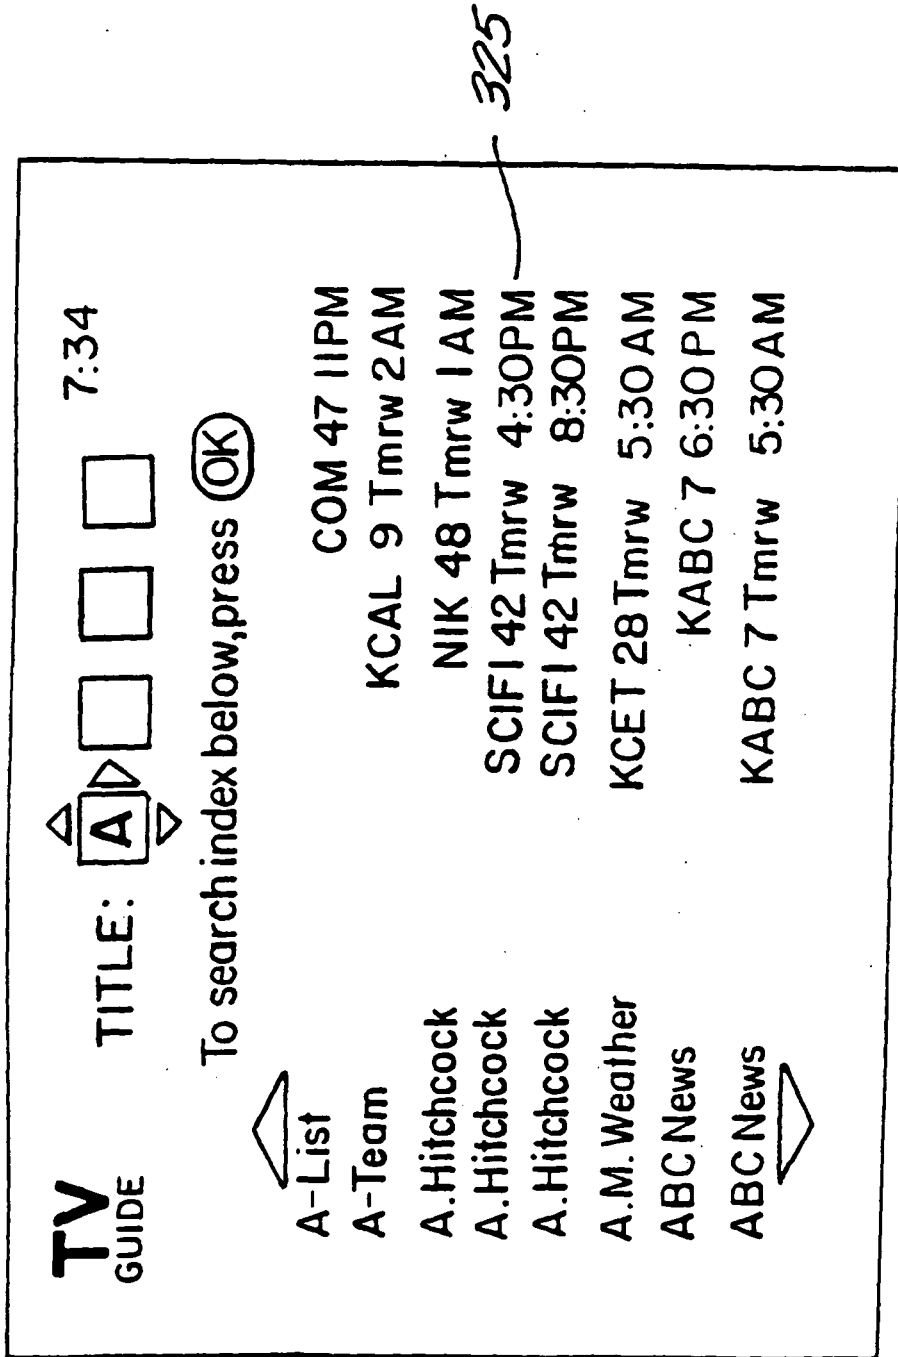 TV
GUIDE
TITLE: A 7:34
To search index below, press OK
A-List COM 47 11PM
A-Team KCAL 9 Tmrw 2AM
A.Hitchcock NIK 48 Tmrw 1AM
A.Hitchcock SCIFI 42 Tmrw 4:30PM
A.Hitchcock SCIFI 42 Tmrw 8:30PM
A.M. Weather KCET 28 Tmrw 5:30AM
ABC News KABC 7 6:30PM
ABC News KABC 7 Tmrw 5:30AM
325